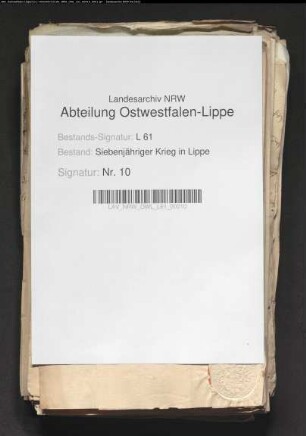 Landesarchiv NRW
Abteilung Ostwestfalen-Lippe
Bestands-Signatur: L 61
Bestand: Siebenjähriger Krieg in Lippe
Signatur: Nr. 10